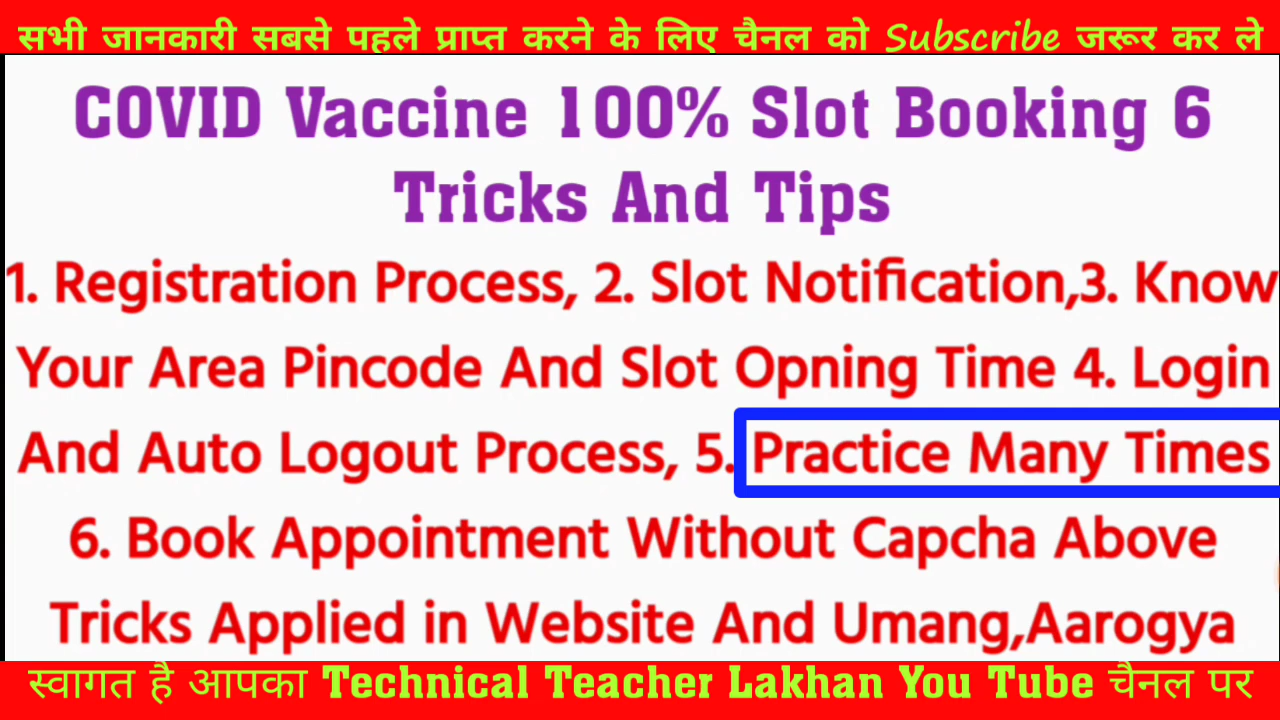 सभी जानकारी सबसे पहले प्राप्त करने के लिए चैनल को Subscribe जरूर कर ले
COVID Vaccine 100% Slot Booking 6
Tricks And Tips
1. Registration Process, 2. Slot Notification,3. Know
Your Area Pincode And Slot Opning Time 4. Login
And Auto Logout Process, 5. Practice Many Times
6. Book Appointment Without Capcha Above
Tricks Applied in Website And Umang,Aarogya
स्वागत है आपका Technical Teacher Lakhan You Tube चैनल पर